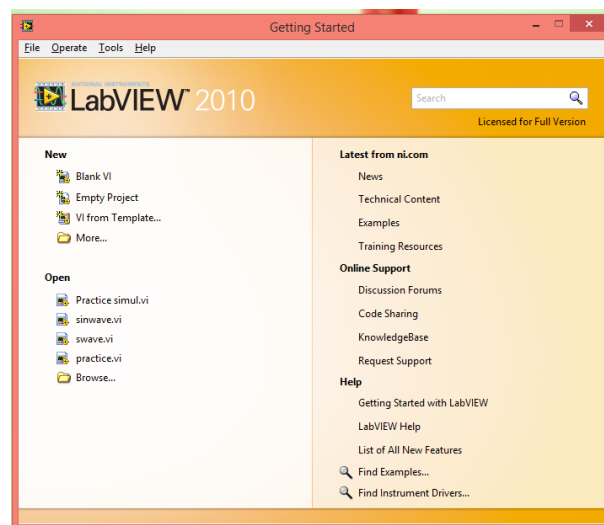 Getting Started
File Operate Tools Help
NATIONAL INSTRUMENTS
LabVIEW™ 2010
Search
Licensed for Full Version
New
Blank VI
Empty Project
VI from Template...
More...
Open
Practice simul.vi
sinwave.vi
swave.vi
practice.vi
Browse...
Latest from ni.com
News
Technical Content
Examples
Training Resources
Online Support
Discussion Forums
Code Sharing
KnowledgeBase
Request Support
Help
Getting Started with LabVIEW
LabVIEW Help
List of All New Features
Find Examples...
Find Instrument Drivers...